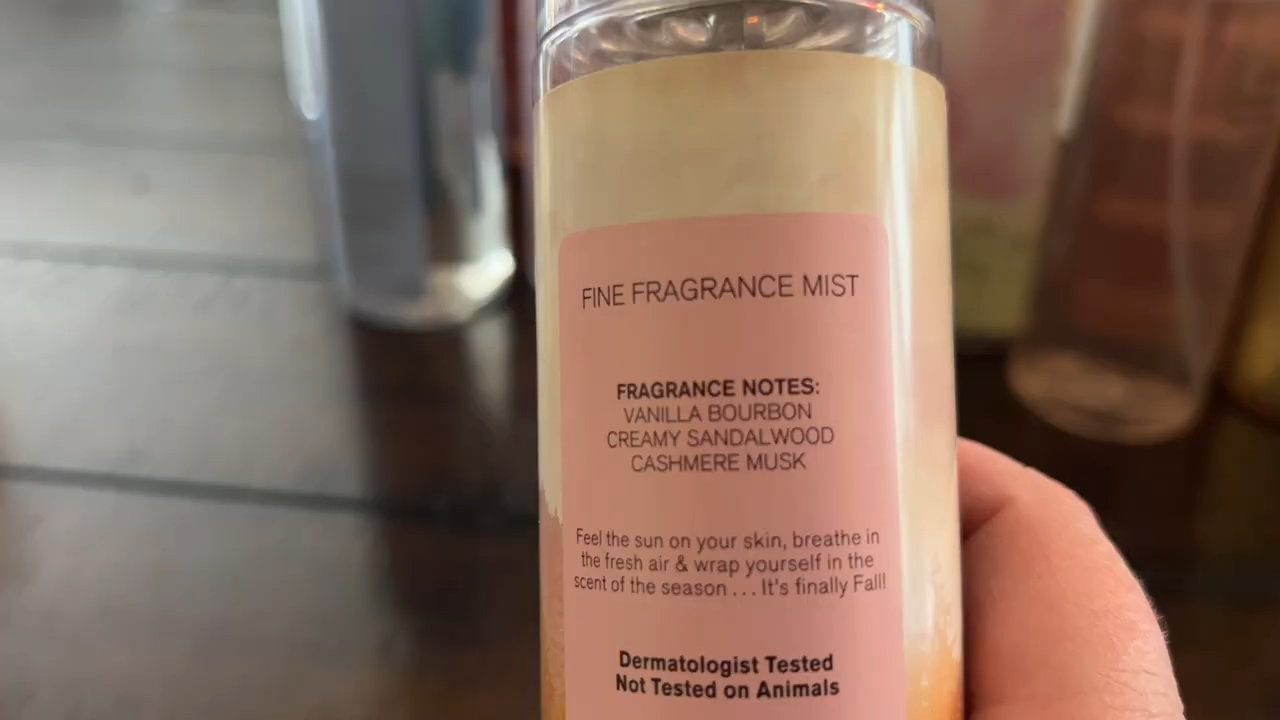 FINE FRAGRANCE MIST
FRAGRANCE NOTES:
VANILLA BOURBON
CREAMY SANDALWOOD
CASHMERE MUSK
Feel the sun on your skin, breathe in
the fresh air & wrap yourself in the
scent of the season ... It's finally Fall!
Dermatologist Tested
Not Tested on Animals